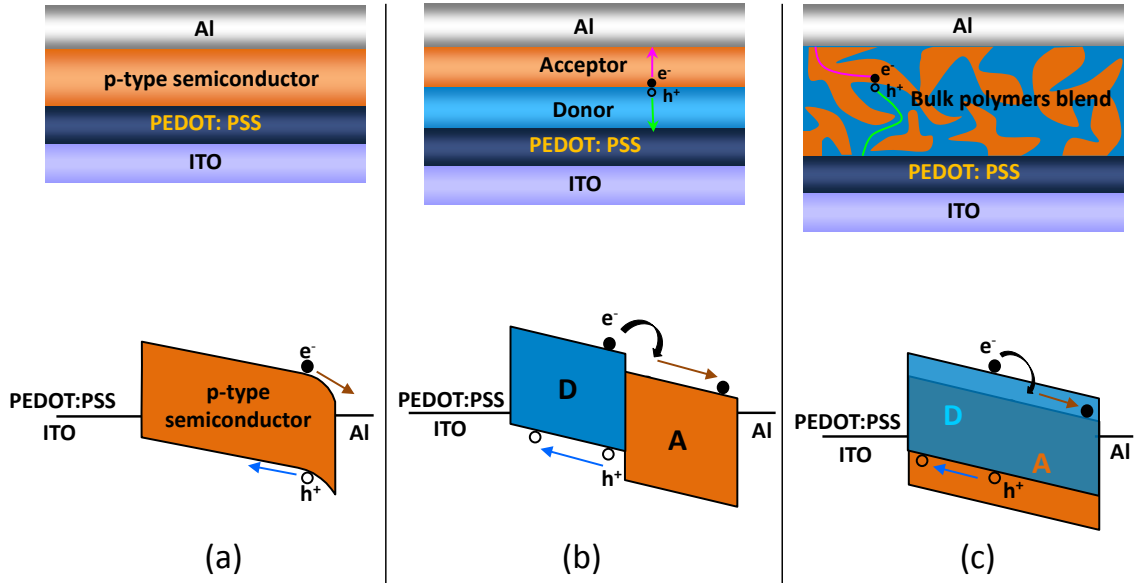 Al
p-type semiconductor
PEDOT: PSS
ITO
e-
h+
p-type
semiconductor
PEDOT:PSS
ITO
Al
(a)
Al
Acceptor
e-
h+
Donor
PEDOT: PSS
ITO
e-
D
A
PEDOT:PSS
ITO
Al
h+
(b)
Al
e-
h+
Bulk polymers blend
PEDOT: PSS
ITO
e-
D
A
PEDOT:PSS
ITO
Al
h+
(c)